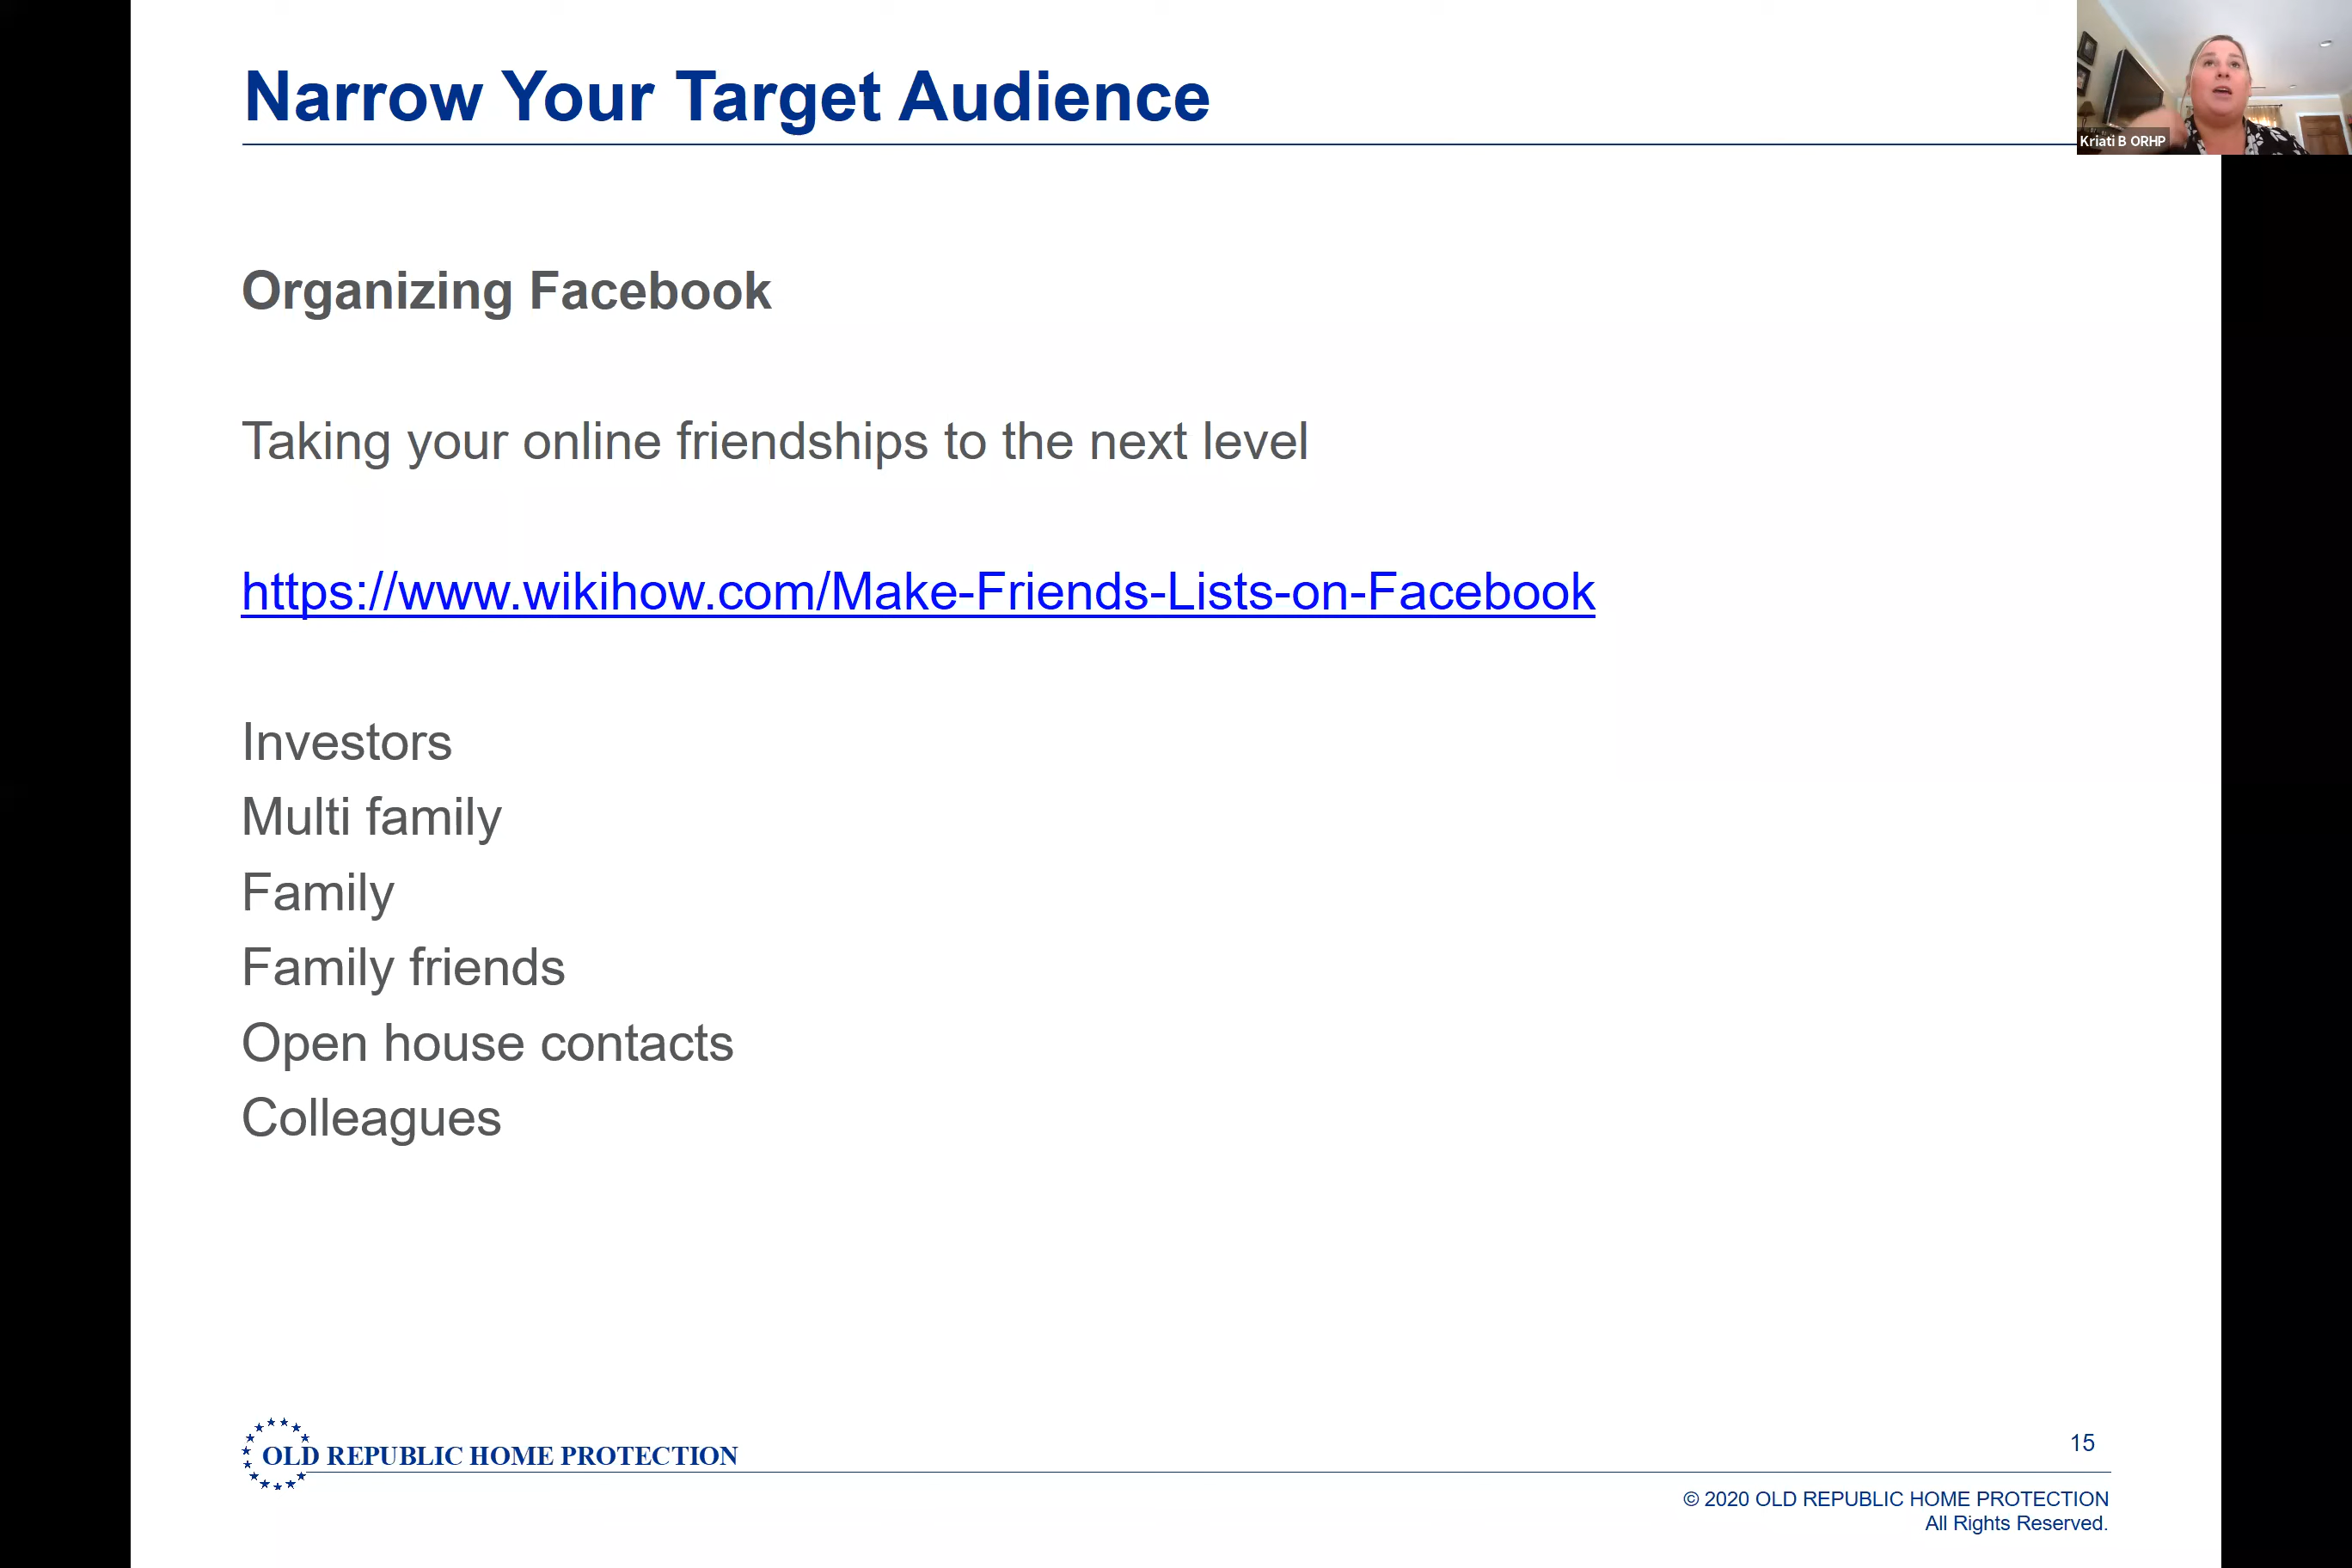 Narrow Your Target Audience
Kriati B ORHP
Organizing Facebook
Taking your online friendships to the next level
https://www.wikihow.com/Make-Friends-Lists-on-Facebook
Investors
Multi family
Family
Family friends
Open house contacts
Colleagues
OLD REPUBLIC HOME PROTECTION
15
© 2020 OLD REPUBLIC HOME PROTECTION
All Rights Reserved.